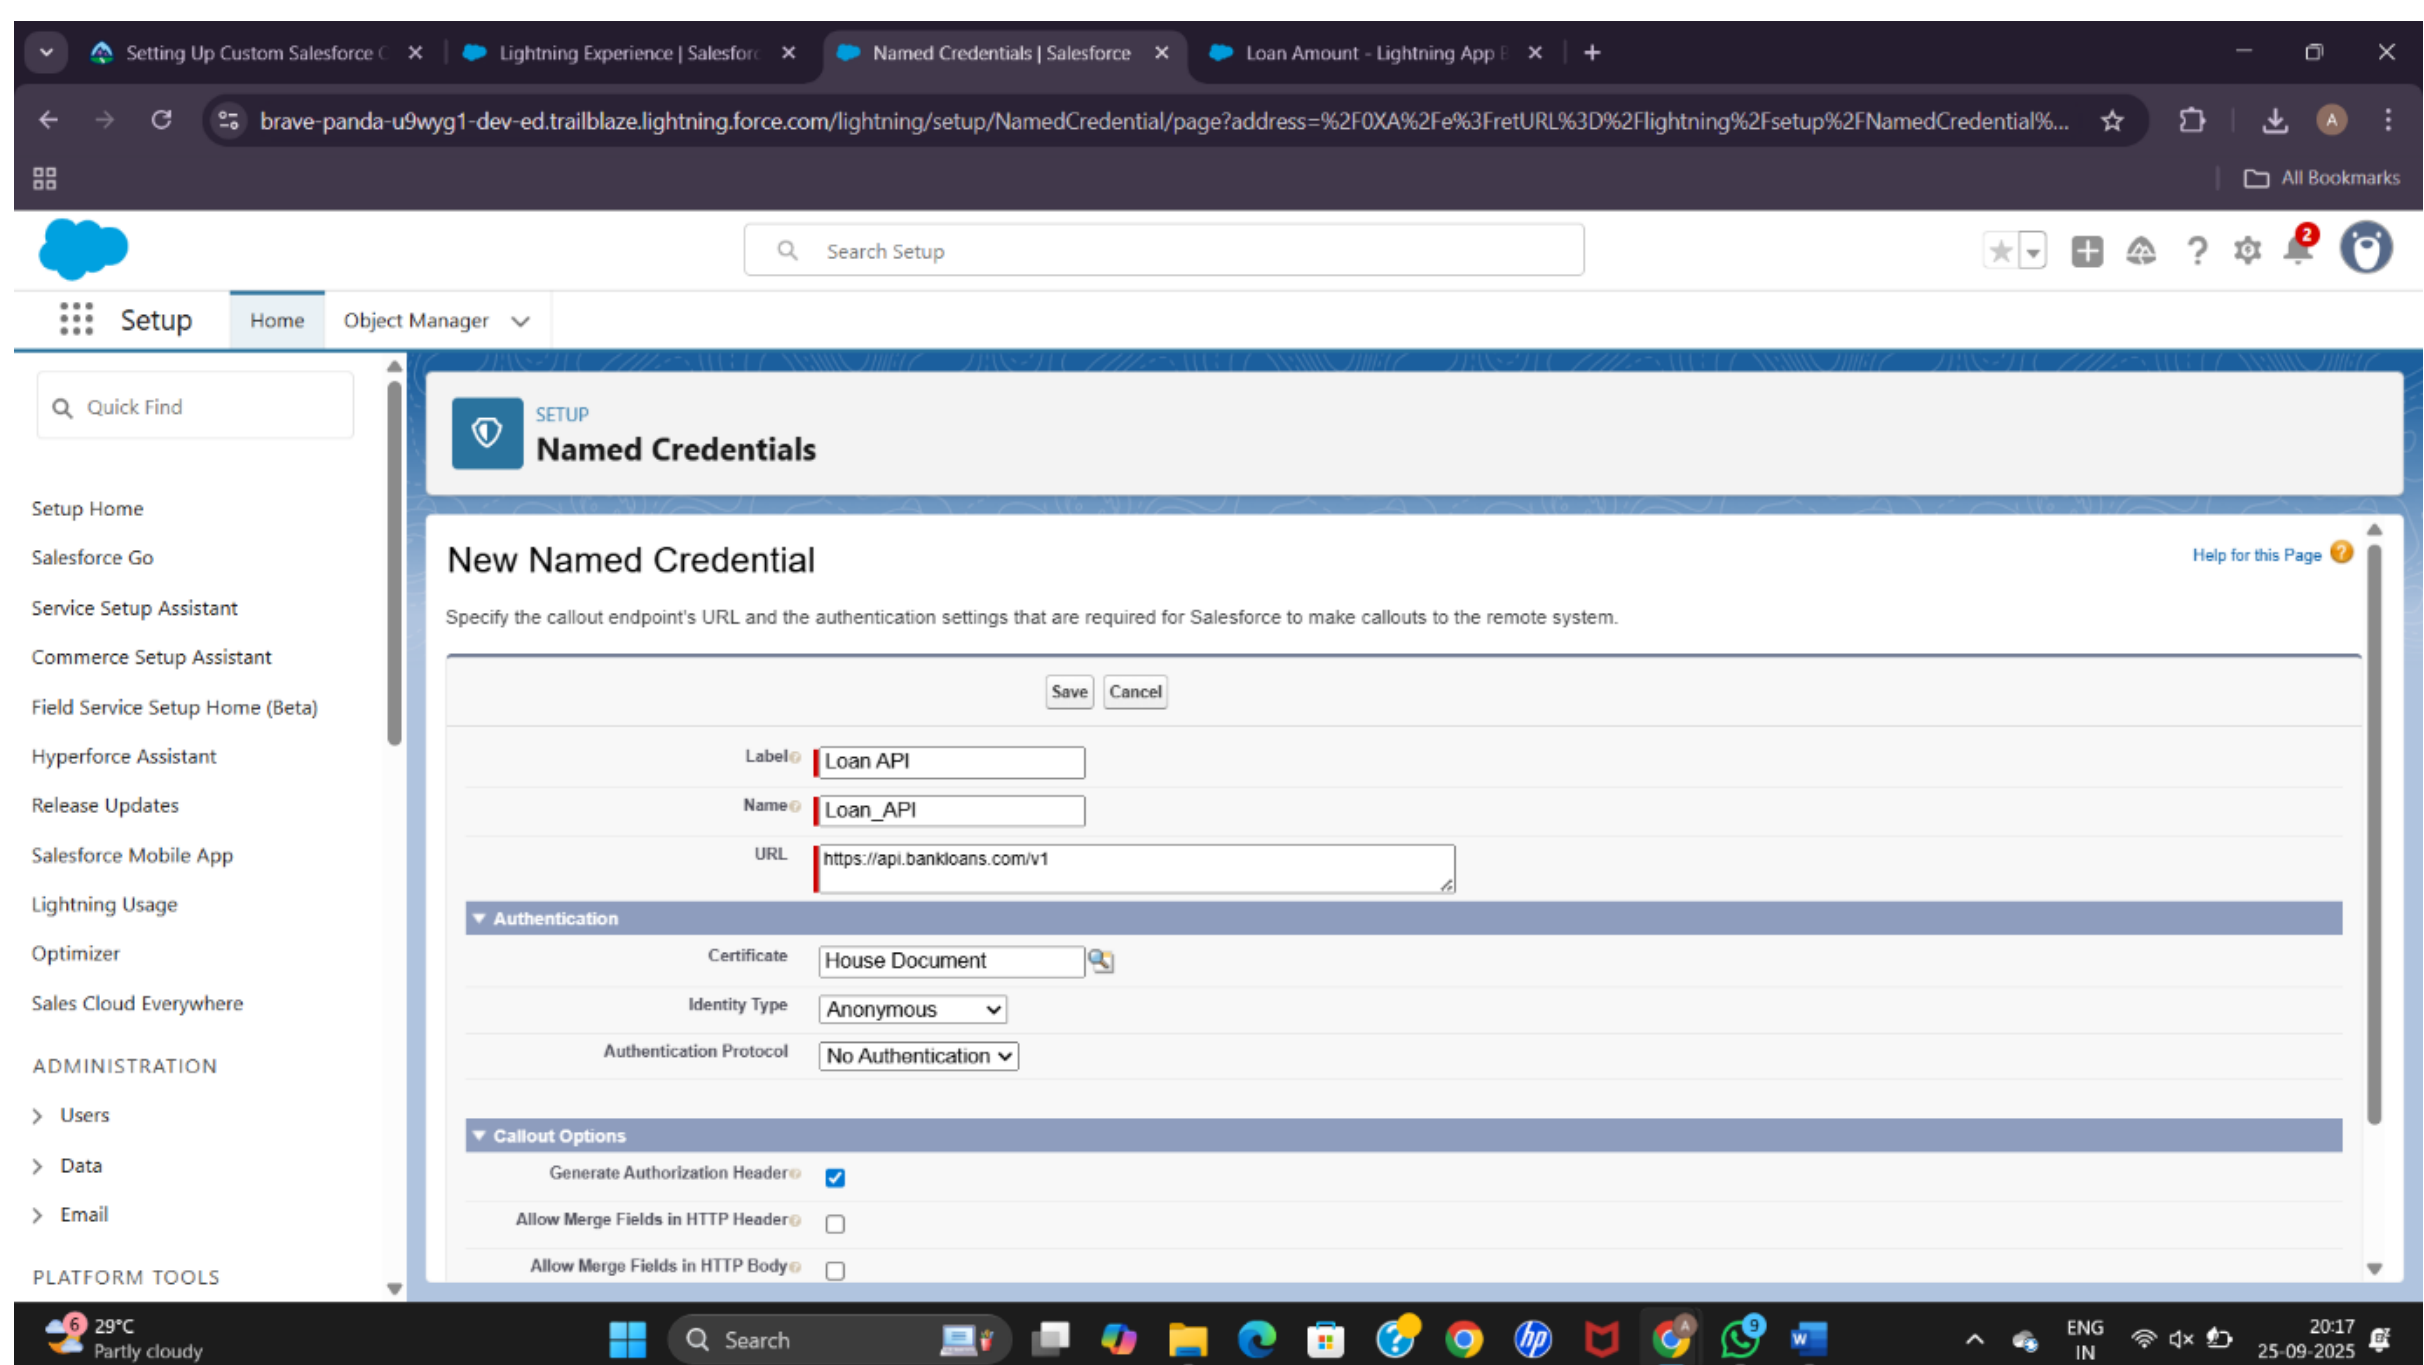 Setting Up Custom Salesforce C
Lightning Experience | Salesforc
Named Credentials | Salesforce
Loan Amount - Lightning App B
brave-panda-u9wyg1-dev-ed.trailblaze.lightning.force.com/lightning/setup/NamedCredential/page?address=%2F0XA%2Fe%3FretURL%3D%2Flightning%2Fsetup%2FNamedCredential%...
A
All Bookmarks
Search Setup
2
Setup
Home
Object Manager
Quick Find
SETUP
Named Credentials
Setup Home
Salesforce Go
Service Setup Assistant
Commerce Setup Assistant
Field Service Setup Home (Beta)
Hyperforce Assistant
Release Updates
Salesforce Mobile App
Lightning Usage
Optimizer
Sales Cloud Everywhere
ADMINISTRATION
Users
Data
Email
PLATFORM TOOLS
New Named Credential
Help for this Page
Specify the callout endpoint's URL and the authentication settings that are required for Salesforce to make callouts to the remote system.
Save Cancel
Label Loan API
Name Loan_API
URL https://api.bankloans.com/v1
Authentication
Certificate House Document
Identity Type Anonymous
Authentication Protocol No Authentication
Callout Options
Generate Authorization Header
Allow Merge Fields in HTTP Header
Allow Merge Fields in HTTP Body
6
29°C
Partly cloudy
Search
hp
A
9
W
ENG
IN
20:17
25-09-2025